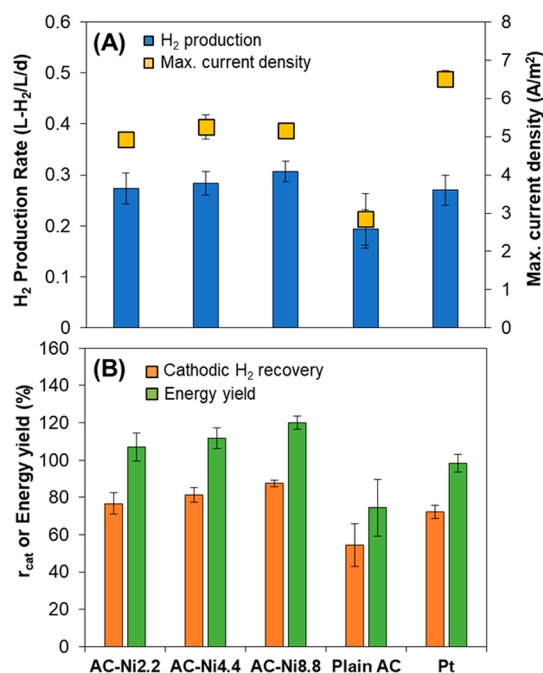 (A)
H₂ production
Max. current density
H₂ Production Rate (L-H₂/L/d)
0.6
0.5
0.4
0.3
0.2
0.1
0
Max. current density (A/m²)
8
7
6
5
4
3
2
1
0
(B)
Cathodic H₂ recovery
Energy yield
r_cat or Energy yield (%)
160
140
120
100
80
60
40
20
0
AC-Ni2.2 AC-Ni4.4 AC-Ni8.8 Plain AC Pt